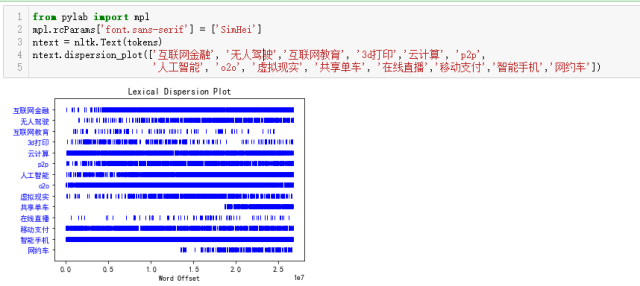 1 from pylab import mpl
2 mpl.rcParams['font.sans-serif'] = ['SimHei']
3 ntext = nltk.Text(tokens)
4 ntext.dispersion_plot(['互联网金融', '无人驾驶','互联网教育', '3d打印','云计算', 'p2p',
5 '人工智能', 'o2o', '虚拟现实', '共享单车', '在线直播','移动支付','智能手机','网约车'])
Lexical Dispersion Plot
互联网金融
无人驾驶
互联网教育
3d打印
云计算
p2p
人工智能
o2o
虚拟现实
共享单车
在线直播
移动支付
智能手机
网约车
0.0 0.5 1.0 1.5 2.0 2.5 3.0
Word Offset
1e7